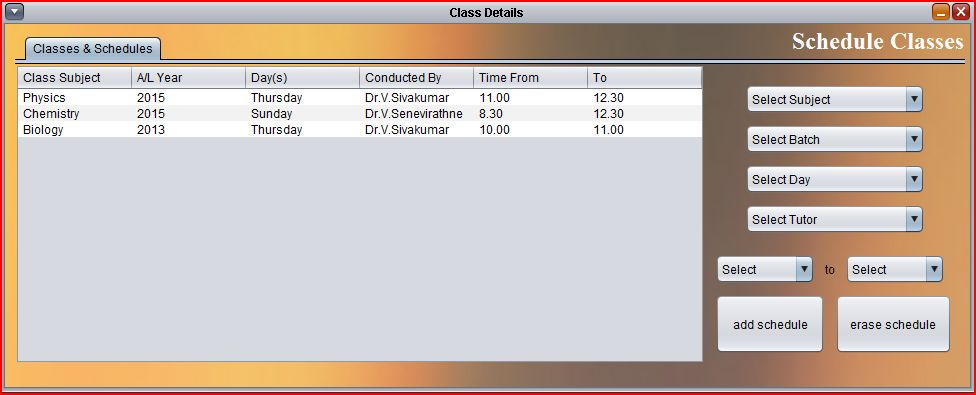 Class Details
Classes & Schedules
Schedule Classes
Class Subject A/L Year Day(s) Conducted By Time From To
Physics 2015 Thursday Dr.V.Sivakumar 11.00 12.30
Chemistry 2015 Sunday Dr.V.Senevirathne 8.30 12.30
Biology 2013 Thursday Dr.V.Sivakumar 10.00 11.00
Select Subject
Select Batch
Select Day
Select Tutor
Select to Select
add schedule erase schedule